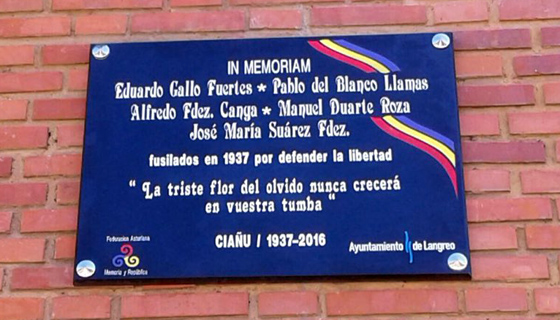 IN MEMORIAM
Eduardo Gallo Fuertes * Pablo del Blanco Llamas
Alfredo Fdez. Canga * Manuel Duarte Roza
José María Suárez Fdez.
fusilados en 1937 por defender la libertad
“ La triste flor del olvido nunca crecerá
en vuestra tumba “
CIAÑU / 1937-2016
Federación Asturiana
Memoria y República
Ayuntamiento de Langreo